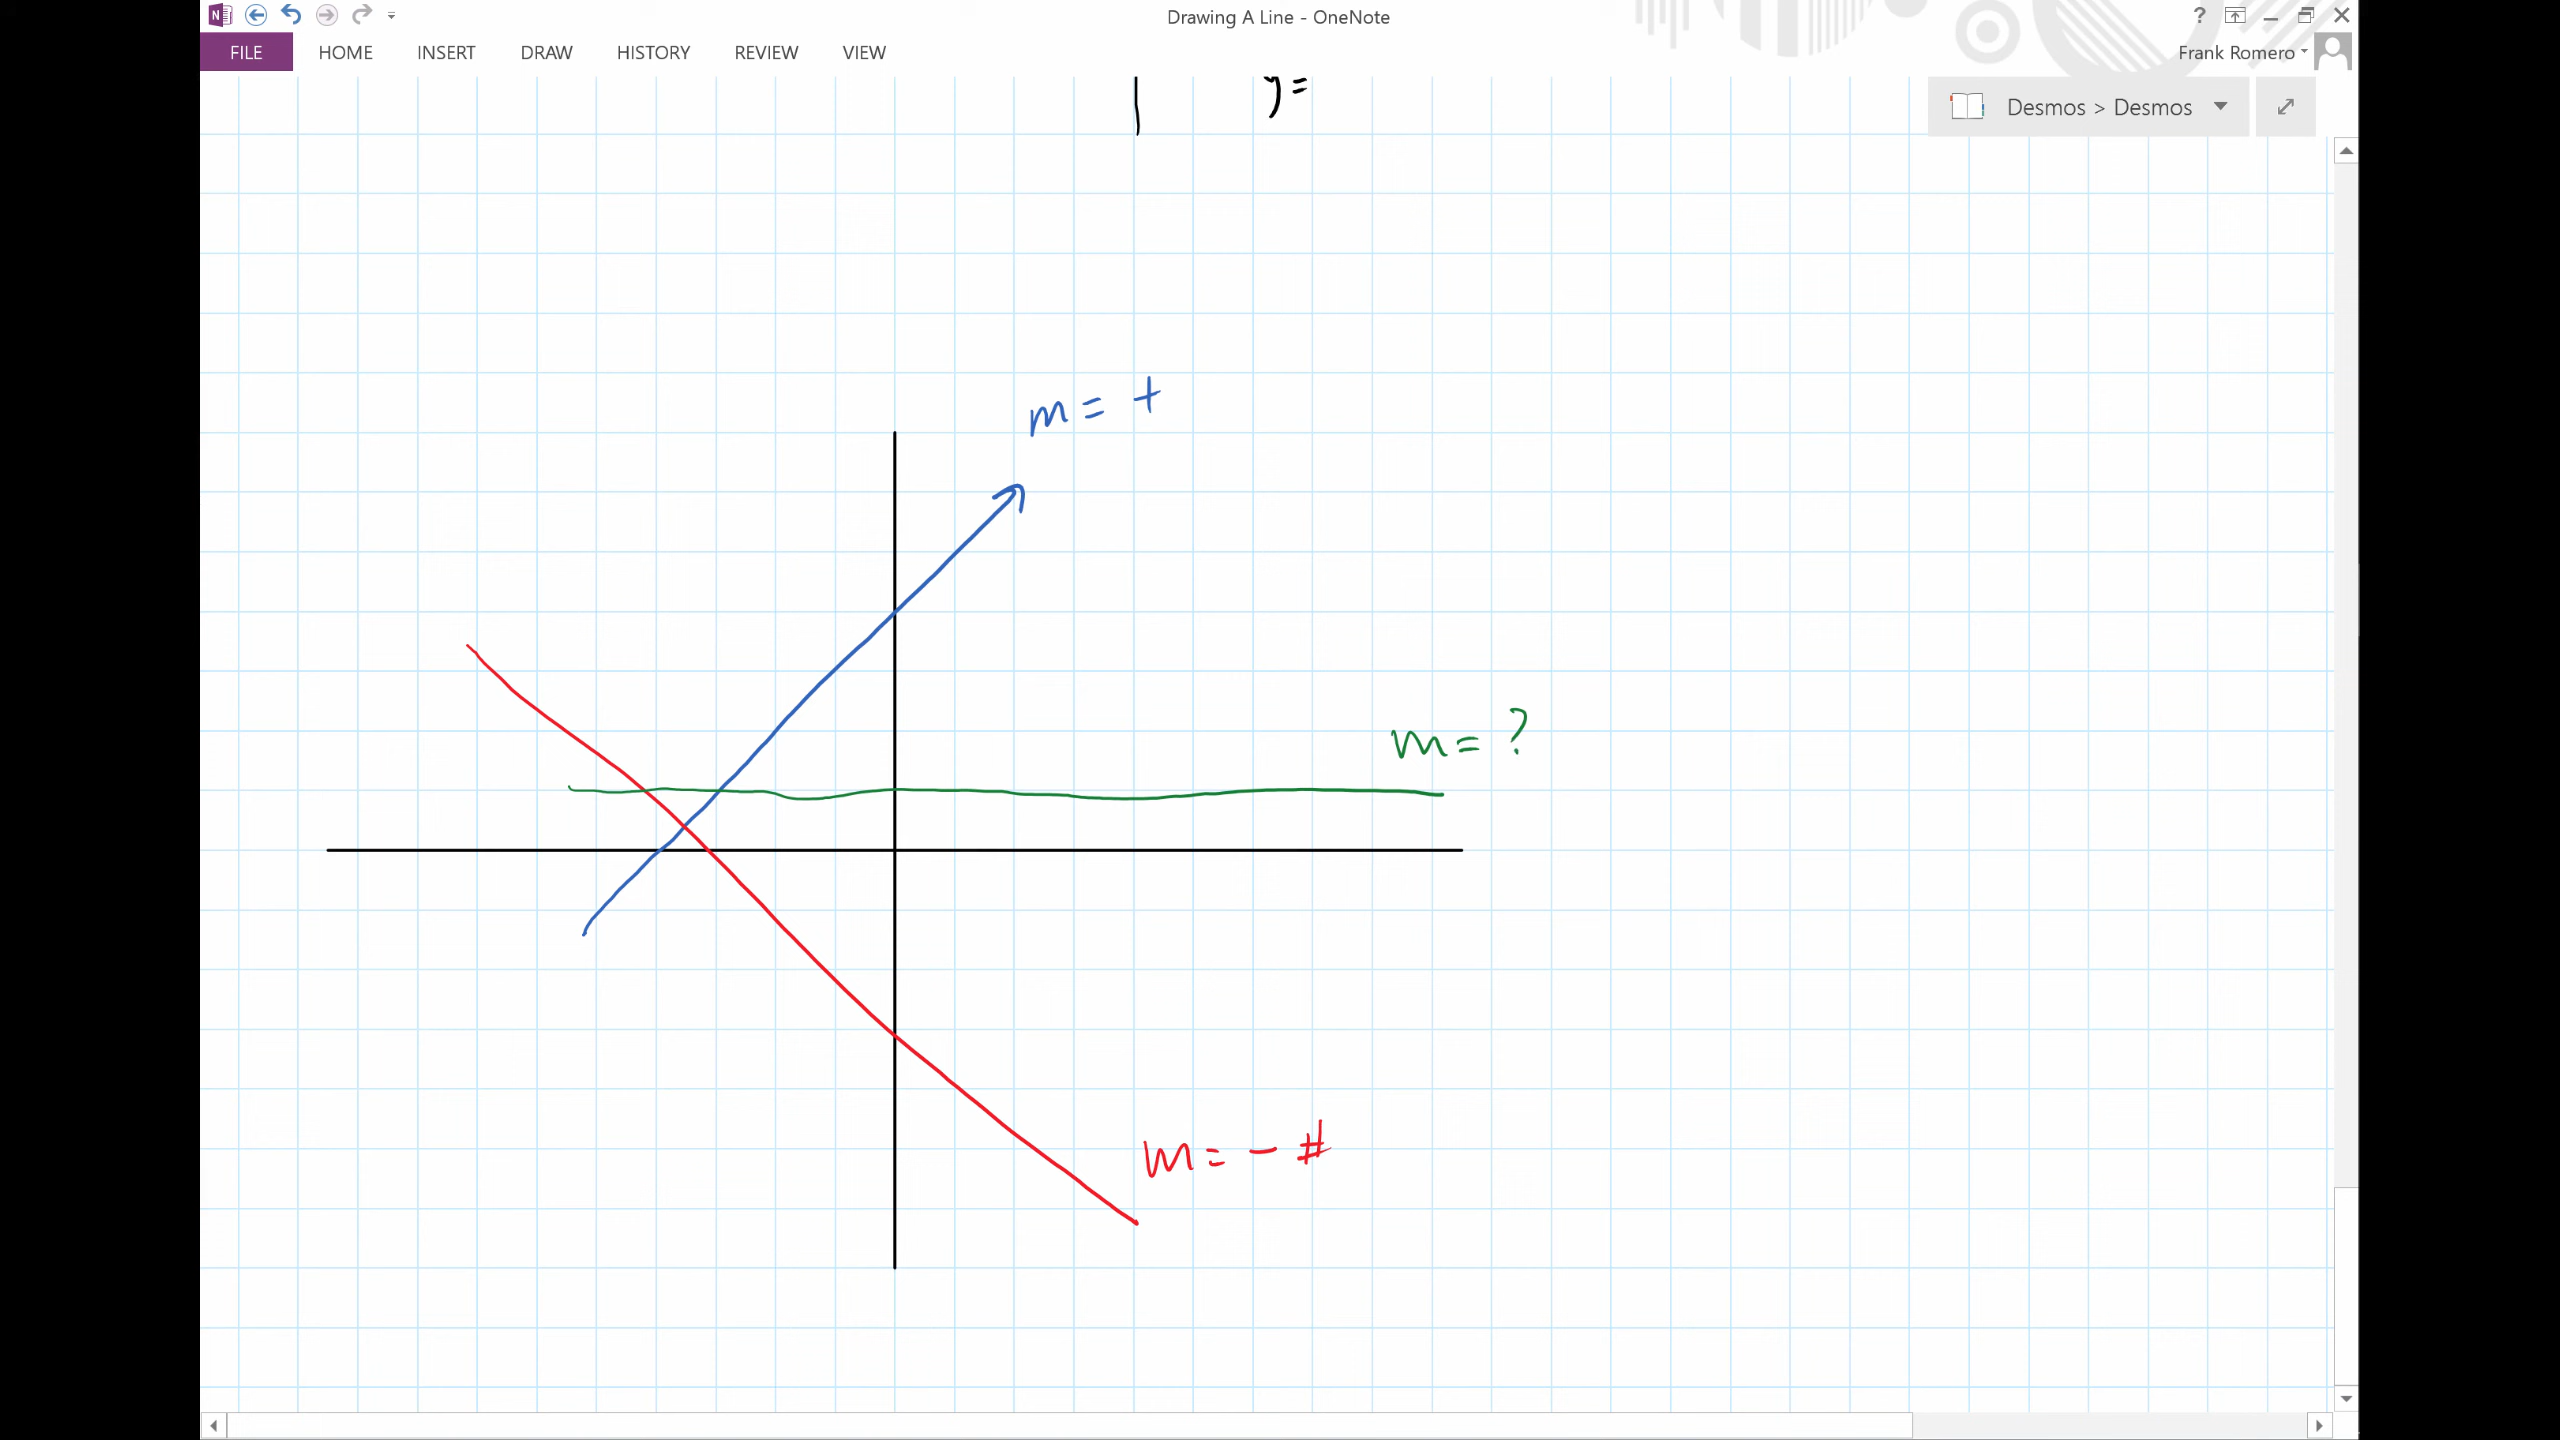 Drawing A Line - OneNote
?
FILE HOME INSERT DRAW HISTORY REVIEW VIEW
Frank Romero
y=
Desmos > Desmos
m = +
m = ?
m = - #